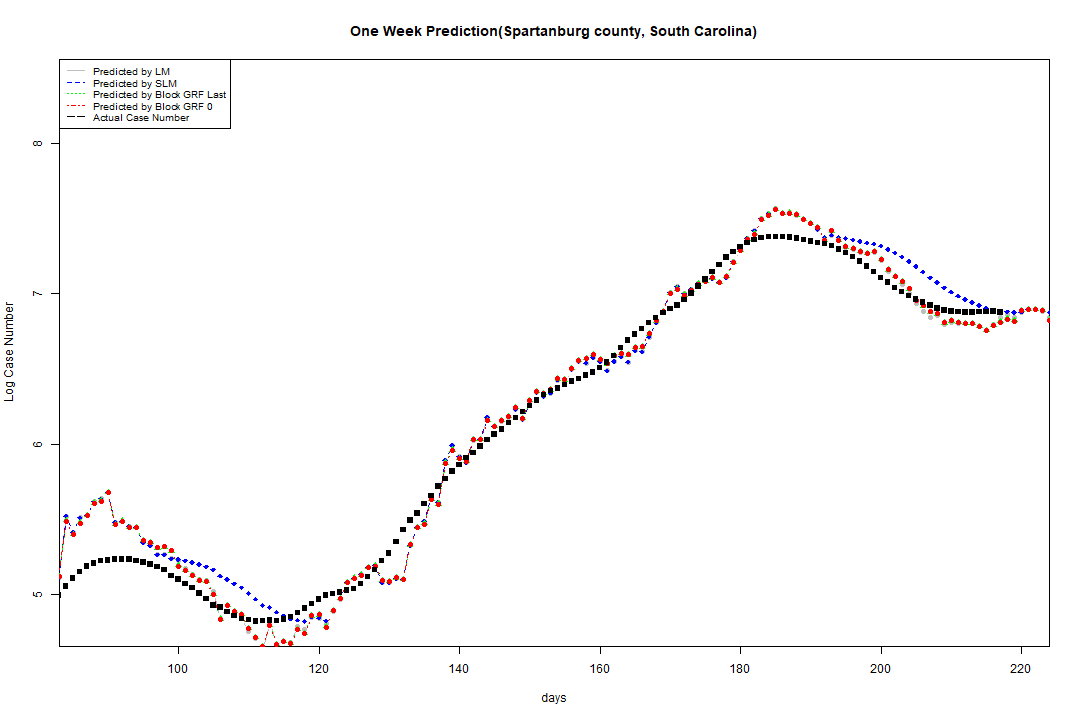 One Week Prediction(Spartanburg county, South Carolina)
Predicted by LM
Predicted by SLM
Predicted by Block GRF Last
Predicted by Block GRF 0
Actual Case Number
8
7
6
5
Log Case Number
100 120 140 160 180 200 220
days